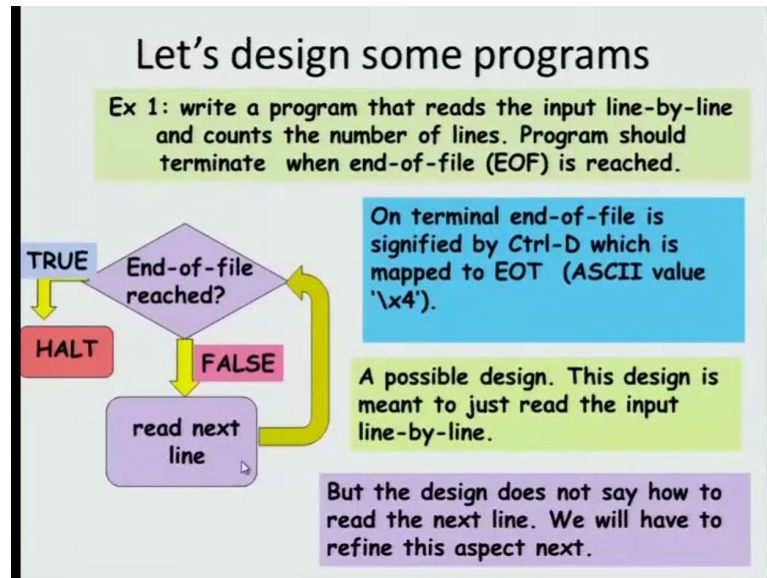 Let's design some programs
Ex 1: write a program that reads the input line-by-line
and counts the number of lines. Program should
terminate when end-of-file (EOF) is reached.
On terminal end-of-file is
signified by Ctrl-D which is
mapped to EOT (ASCII value
'\x4').
TRUE
End-of-file
reached?
HALT
FALSE
read next
line
A possible design. This design is
meant to just read the input
line-by-line.
But the design does not say how to
read the next line. We will have to
refine this aspect next.